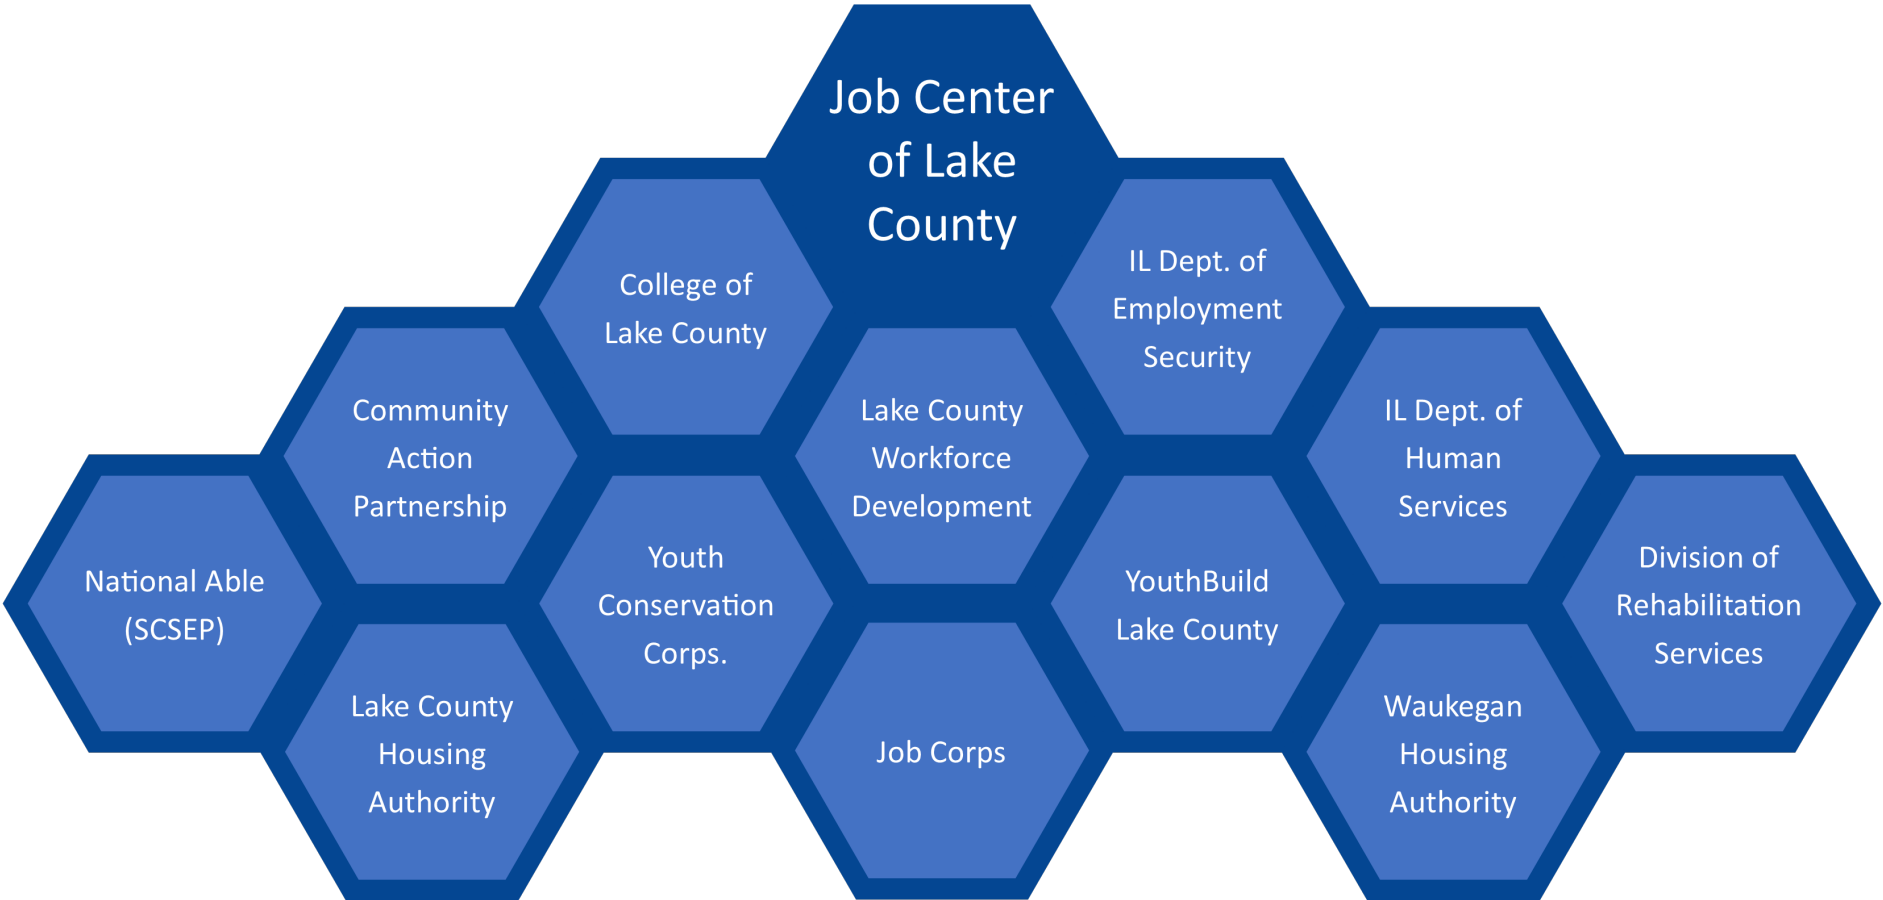 Job Center
of Lake
County
College of
Lake County
IL Dept. of
Employment
Security
Community
Action
Partnership
Lake County
Workforce
Development
IL Dept. of
Human
Services
National Able
(SCSEP)
Youth
Conservation
Corps.
YouthBuild
Lake County
Division of
Rehabilitation
Services
Lake County
Housing
Authority
Job Corps
Waukegan
Housing
Authority